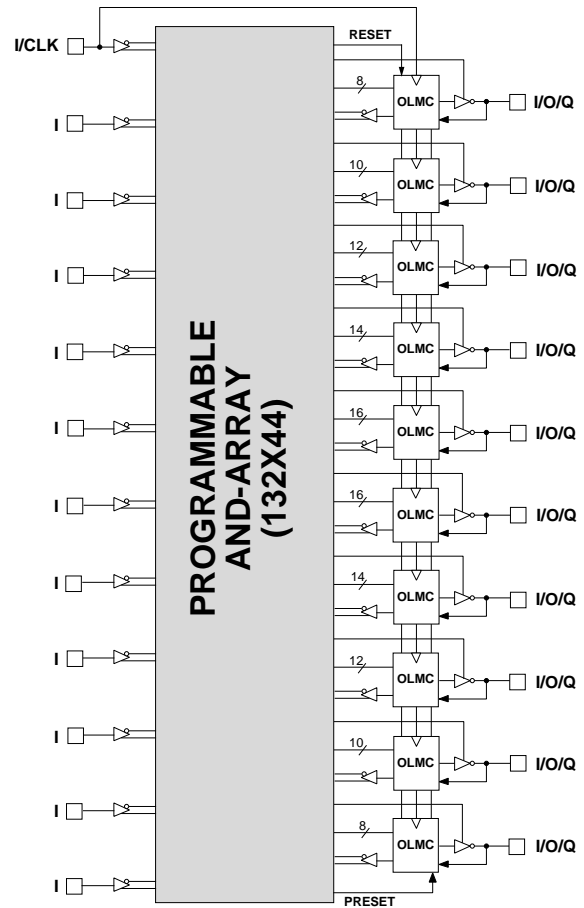 RESET
I/CLK
8
OLMC
I/O/Q
I
10
OLMC
I/O/Q
I
12
OLMC
I/O/Q
I
14
OLMC
I/O/Q
I
16
OLMC
I/O/Q
I
16
OLMC
I/O/Q
I
14
OLMC
I/O/Q
I
12
OLMC
I/O/Q
I
10
OLMC
I/O/Q
I
8
OLMC
I/O/Q
I
I
PRESET
PROGRAMMABLE
AND-ARRAY
(132X44)